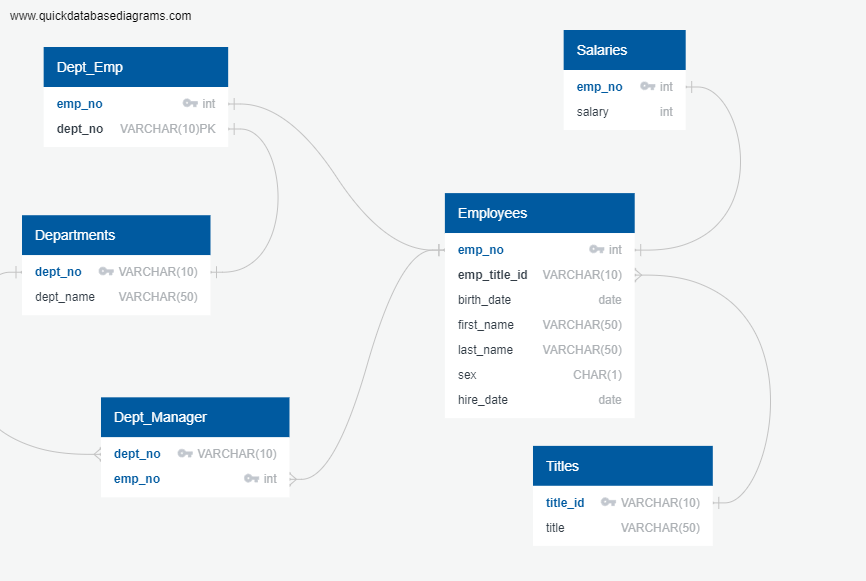 www.quickdatabasediagrams.com
Dept_Emp
emp_no int
dept_no VARCHAR(10)PK
Salaries
emp_no int
salary int
Departments
dept_no VARCHAR(10)
dept_name VARCHAR(50)
Employees
emp_no int
emp_title_id VARCHAR(10)
birth_date date
first_name VARCHAR(50)
last_name VARCHAR(50)
sex CHAR(1)
hire_date date
Dept_Manager
dept_no VARCHAR(10)
emp_no int
Titles
title_id VARCHAR(10)
title VARCHAR(50)